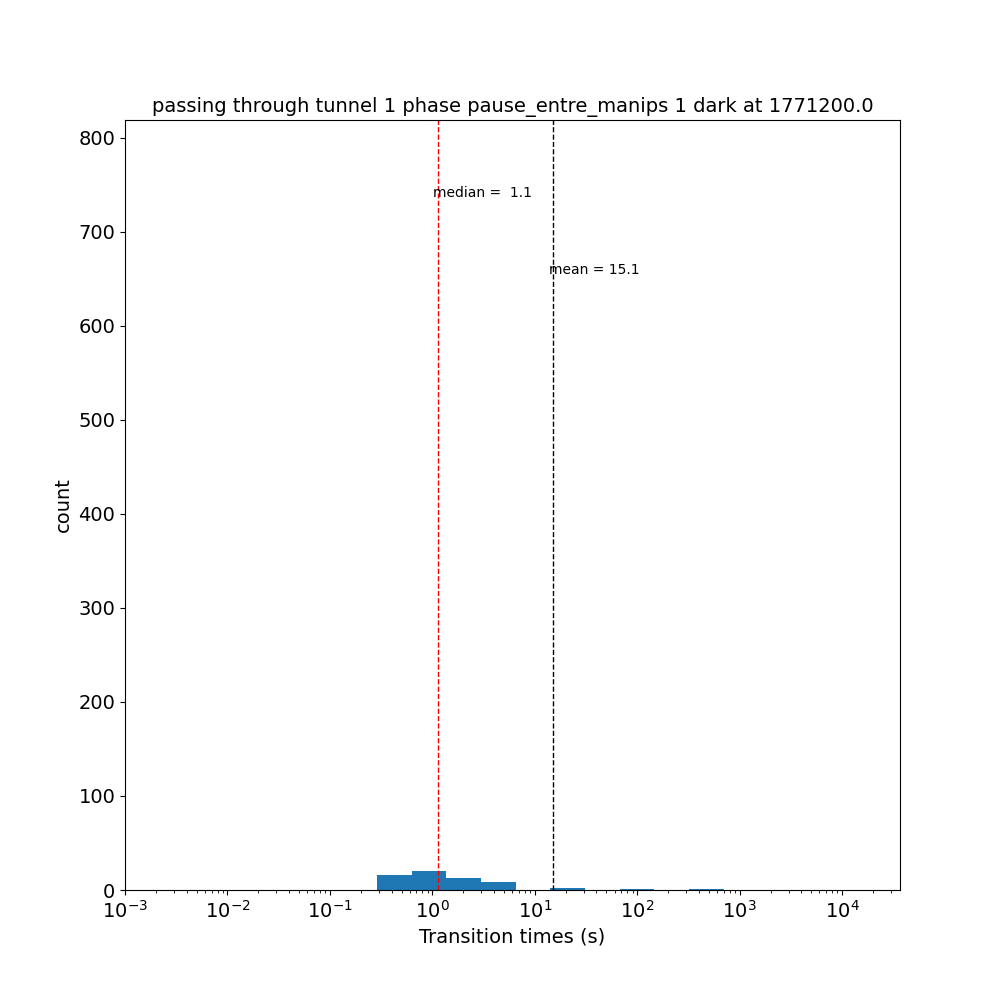 passing through tunnel 1 phase pause_entre_manips 1 dark at 1771200.0
800
median =  1.1
700
mean = 15.1
600
500
400
count
300
200
100
0
10⁻³ 10⁻² 10⁻¹ 10⁰ 10¹ 10² 10³ 10⁴
Transition times (s)